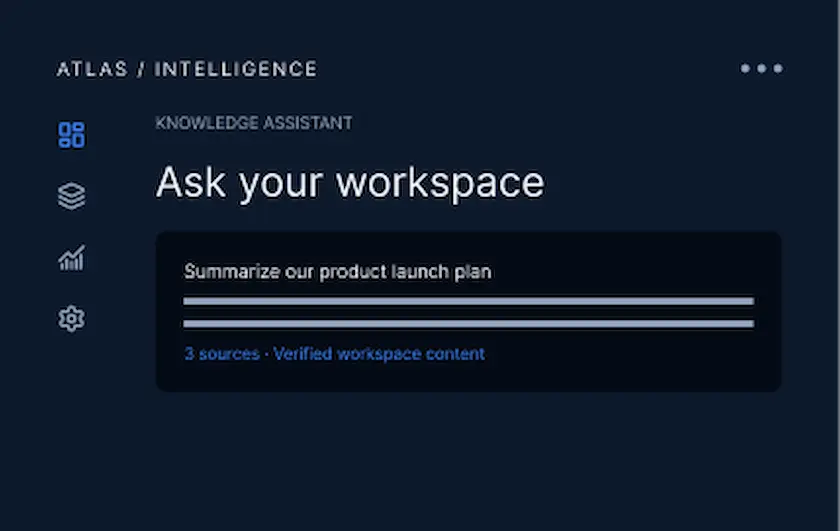 ATLAS / INTELLIGENCE
KNOWLEDGE ASSISTANT
Ask your workspace
Summarize our product launch plan
3 sources · Verified workspace content